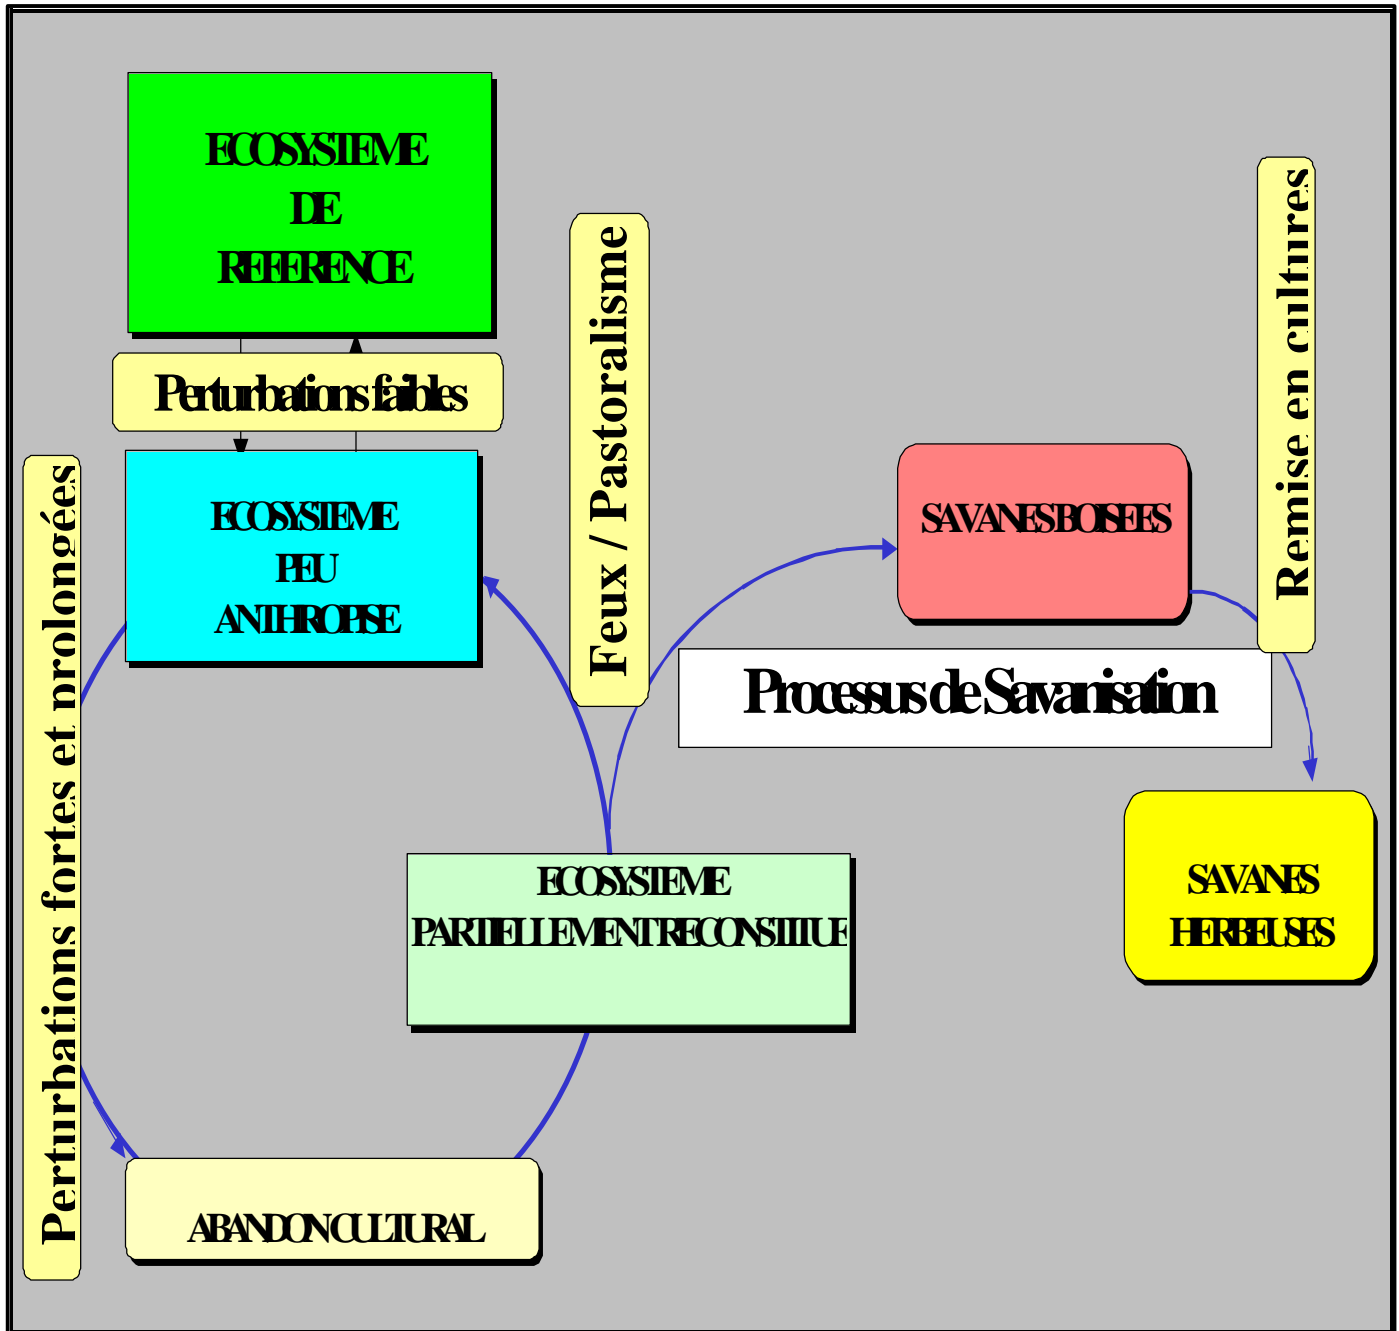 ECOSYSTEME
DE
REFERENCE
Perturbations faibles
ECOSYSTEME
PEU
ANTHROPISE
Perturbations fortes et prolongées
Feux / Pastoralisme
SAVANES BOISEES
Remise en cultures
Processus de Savanisation
ECOSYSTEME
PARTIELLEMENT RECONSTITUE
SAVANES
HERBEUSES
ABANDON CULTURAL